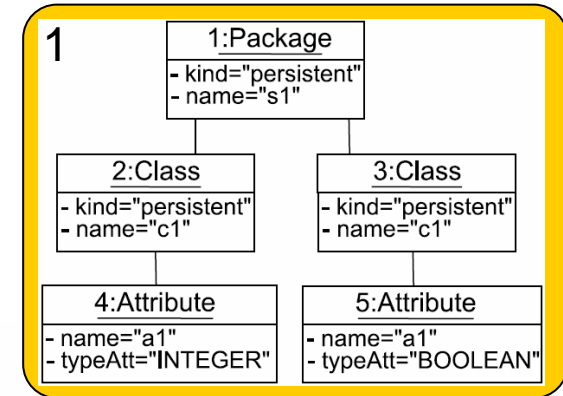 1
1:Package
- kind="persistent"
- name="s1"
2:Class
- kind="persistent"
- name="c1"
3:Class
- kind="persistent"
- name="c1"
4:Attribute
- name="a1"
- typeAtt="INTEGER"
5:Attribute
- name="a1"
- typeAtt="BOOLEAN"